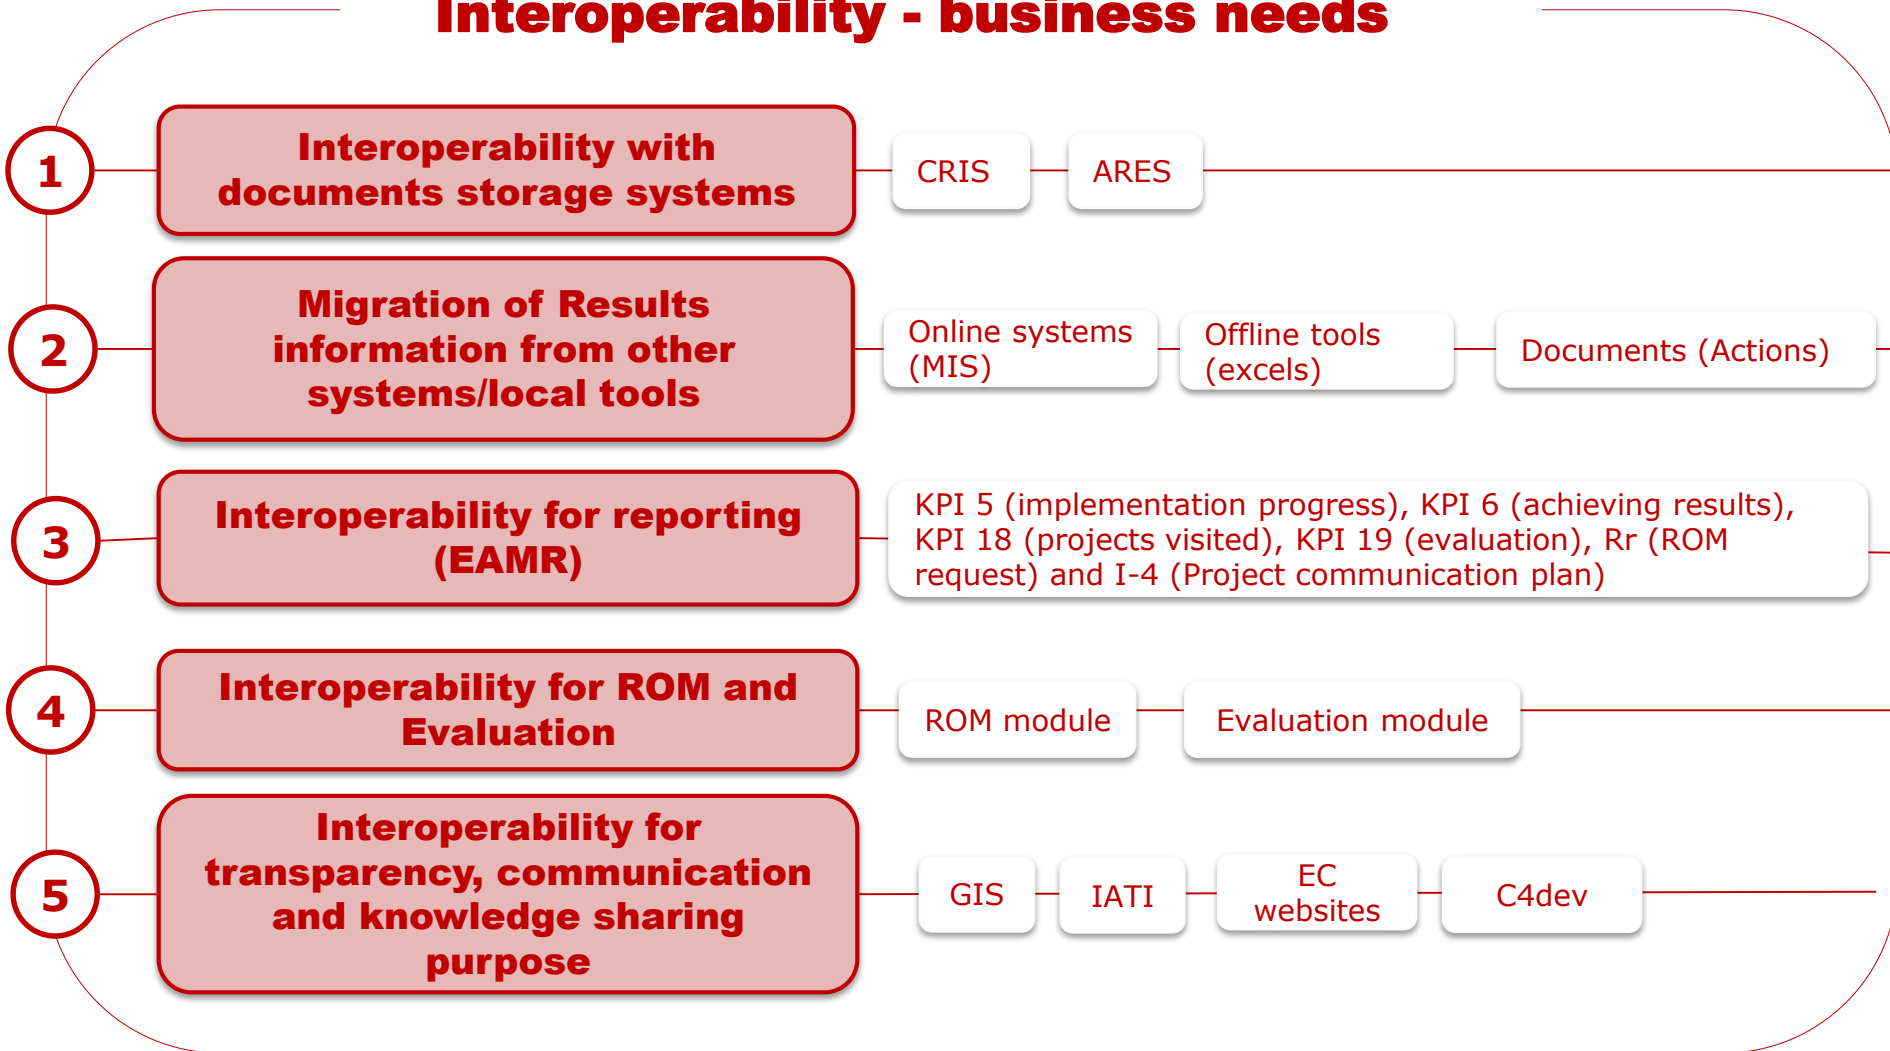 Interoperability - business needs
1
Interoperability with
documents storage systems
CRIS
ARES
2
Migration of Results
information from other
systems/local tools
Online systems
(MIS)
Offline tools
(excels)
Documents (Actions)
3
Interoperability for reporting
(EAMR)
KPI 5 (implementation progress), KPI 6 (achieving results),
KPI 18 (projects visited), KPI 19 (evaluation), Rr (ROM
request) and I-4 (Project communication plan)
4
Interoperability for ROM and
Evaluation
ROM module
Evaluation module
5
Interoperability for
transparency, communication
and knowledge sharing
purpose
GIS
IATI
EC
websites
C4dev